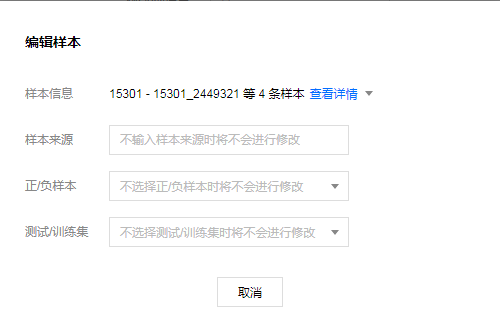 编辑样本
样本信息 15301 - 15301_2449321 等 4 条样本 查看详情
样本来源 不输入样本来源时将不会进行修改
正/负样本 不选择正/负样本时将不会进行修改
测试/训练集 不选择测试/训练集时将不会进行修改
取消